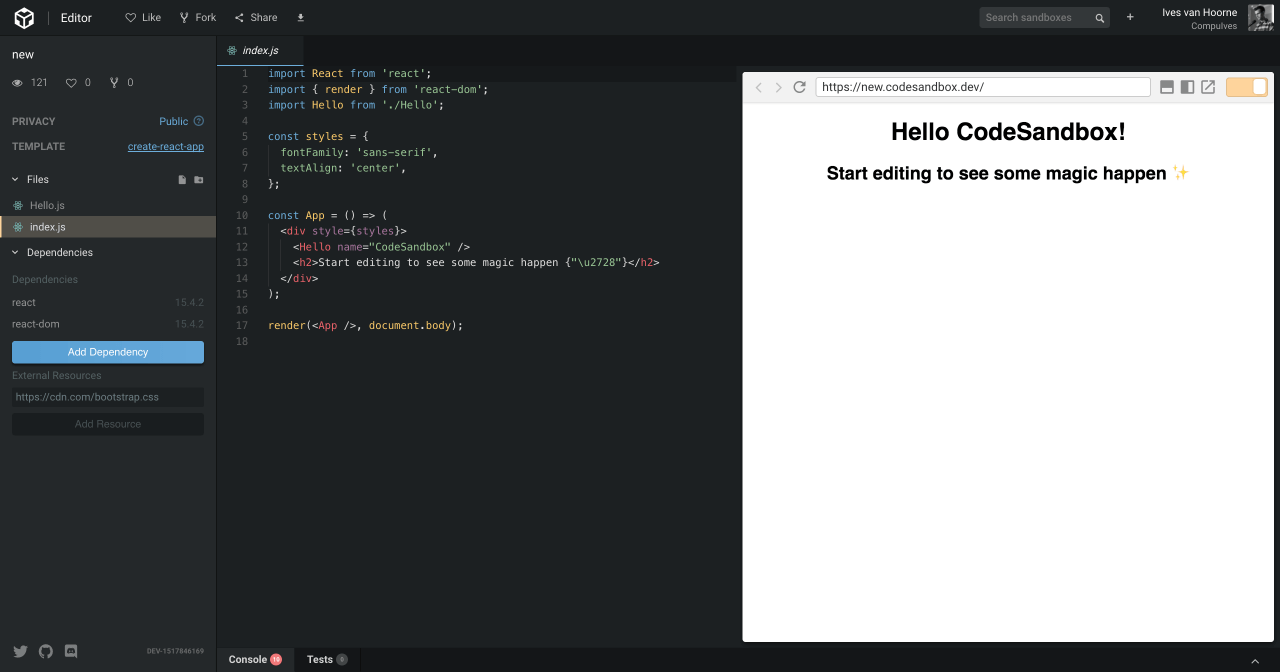 Editor Like Fork Share Search sandboxes + Ives van Hoorne
Compulves
new
121 0 0
PRIVACY Public
TEMPLATE create-react-app
Files
Hello.js
index.js
Dependencies
Dependencies
react 15.4.2
react-dom 15.4.2
Add Dependency
External Resources
https://cdn.com/bootstrap.css
Add Resource
DEV-1517846169
index.js
1 import React from 'react';
2 import { render } from 'react-dom';
3 import Hello from './Hello';
4
5 const styles = {
6 fontFamily: 'sans-serif',
7 textAlign: 'center',
8 };
9
10 const App = () => (
11 <div style={styles}>
12 <Hello name="CodeSandbox" />
13 <h2>Start editing to see some magic happen {"\u2728"}</h2>
14 </div>
15 );
16
17 render(<App />, document.body);
18
https://new.codesandbox.dev/
Hello CodeSandbox!
Start editing to see some magic happen ✨
Console 10 Tests 0